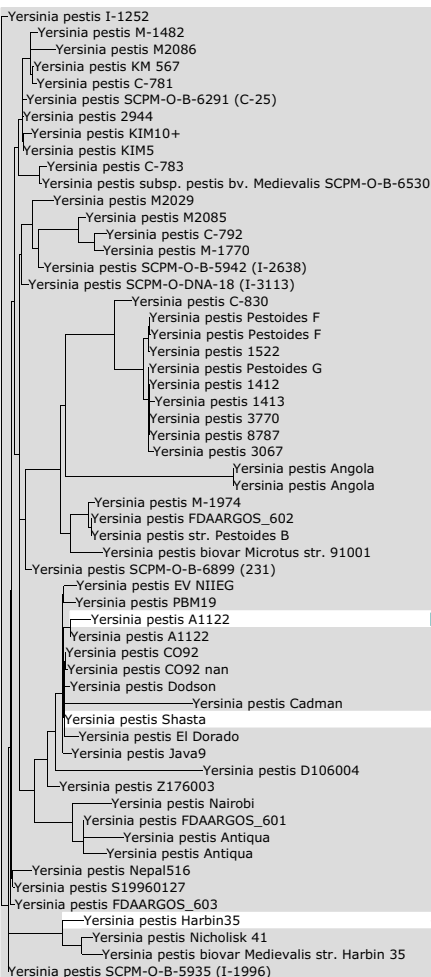 Yersinia pestis I-1252
Yersinia pestis M-1482
Yersinia pestis M2086
Yersinia pestis KM 567
Yersinia pestis C-781
Yersinia pestis SCPM-O-B-6291 (C-25)
Yersinia pestis 2944
Yersinia pestis KIM10+
Yersinia pestis KIM5
Yersinia pestis C-783
Yersinia pestis subsp. pestis bv. Medievalis SCPM-O-B-6530
Yersinia pestis M2029
Yersinia pestis M2085
Yersinia pestis C-792
Yersinia pestis M-1770
Yersinia pestis SCPM-O-B-5942 (I-2638)
Yersinia pestis SCPM-O-DNA-18 (I-3113)
Yersinia pestis C-830
Yersinia pestis Pestoides F
Yersinia pestis Pestoides F
Yersinia pestis 1522
Yersinia pestis Pestoides G
Yersinia pestis 1412
Yersinia pestis 1413
Yersinia pestis 3770
Yersinia pestis 8787
Yersinia pestis 3067
Yersinia pestis Angola
Yersinia pestis Angola
Yersinia pestis M-1974
Yersinia pestis FDAARGOS_602
Yersinia pestis str. Pestoides B
Yersinia pestis biovar Microtus str. 91001
Yersinia pestis SCPM-O-B-6899 (231)
Yersinia pestis EV NIIEG
Yersinia pestis PBM19
Yersinia pestis A1122
Yersinia pestis A1122
Yersinia pestis CO92
Yersinia pestis CO92 nan
Yersinia pestis Dodson
Yersinia pestis Cadman
Yersinia pestis Shasta
Yersinia pestis El Dorado
Yersinia pestis Java9
Yersinia pestis D106004
Yersinia pestis Z176003
Yersinia pestis Nairobi
Yersinia pestis FDAARGOS_601
Yersinia pestis Antiqua
Yersinia pestis Antiqua
Yersinia pestis Nepal516
Yersinia pestis S19960127
Yersinia pestis FDAARGOS_603
Yersinia pestis Harbin35
Yersinia pestis Nicholisk 41
Yersinia pestis biovar Medievalis str. Harbin 35
Yersinia pestis SCPM-O-B-5935 (I-1996)